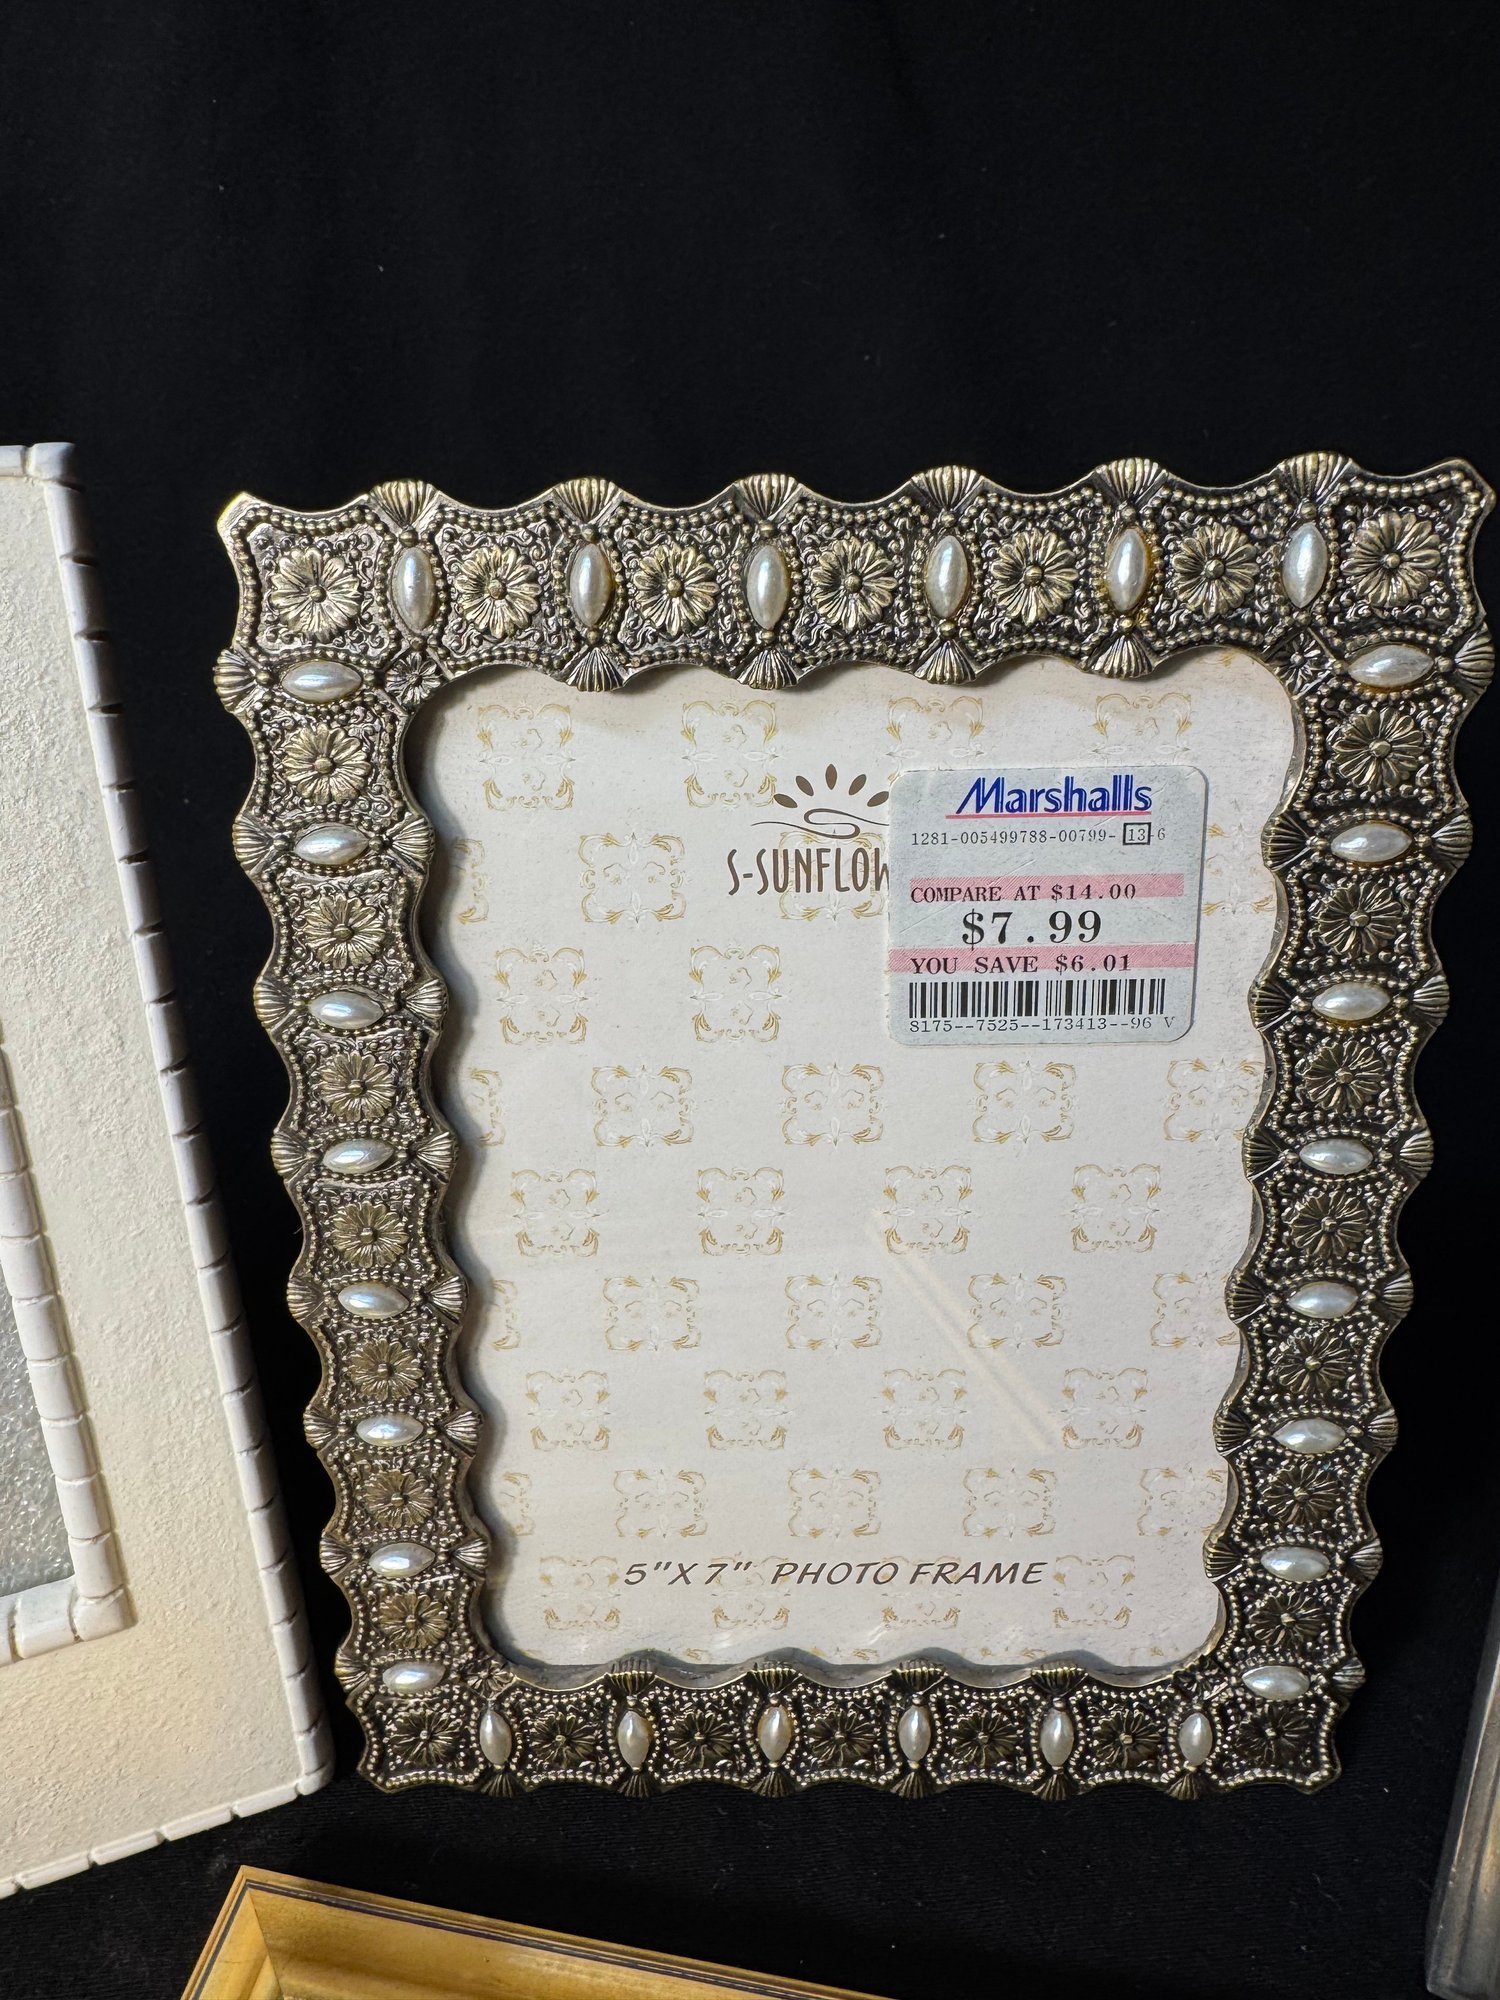 Marshalls
1281-005499788-00799- 13-6
S-SUNFLOW
COMPARE AT $14.00
$7.99
YOU SAVE $6.01
8175--7525--173413--96 V
5"X7" PHOTO FRAME